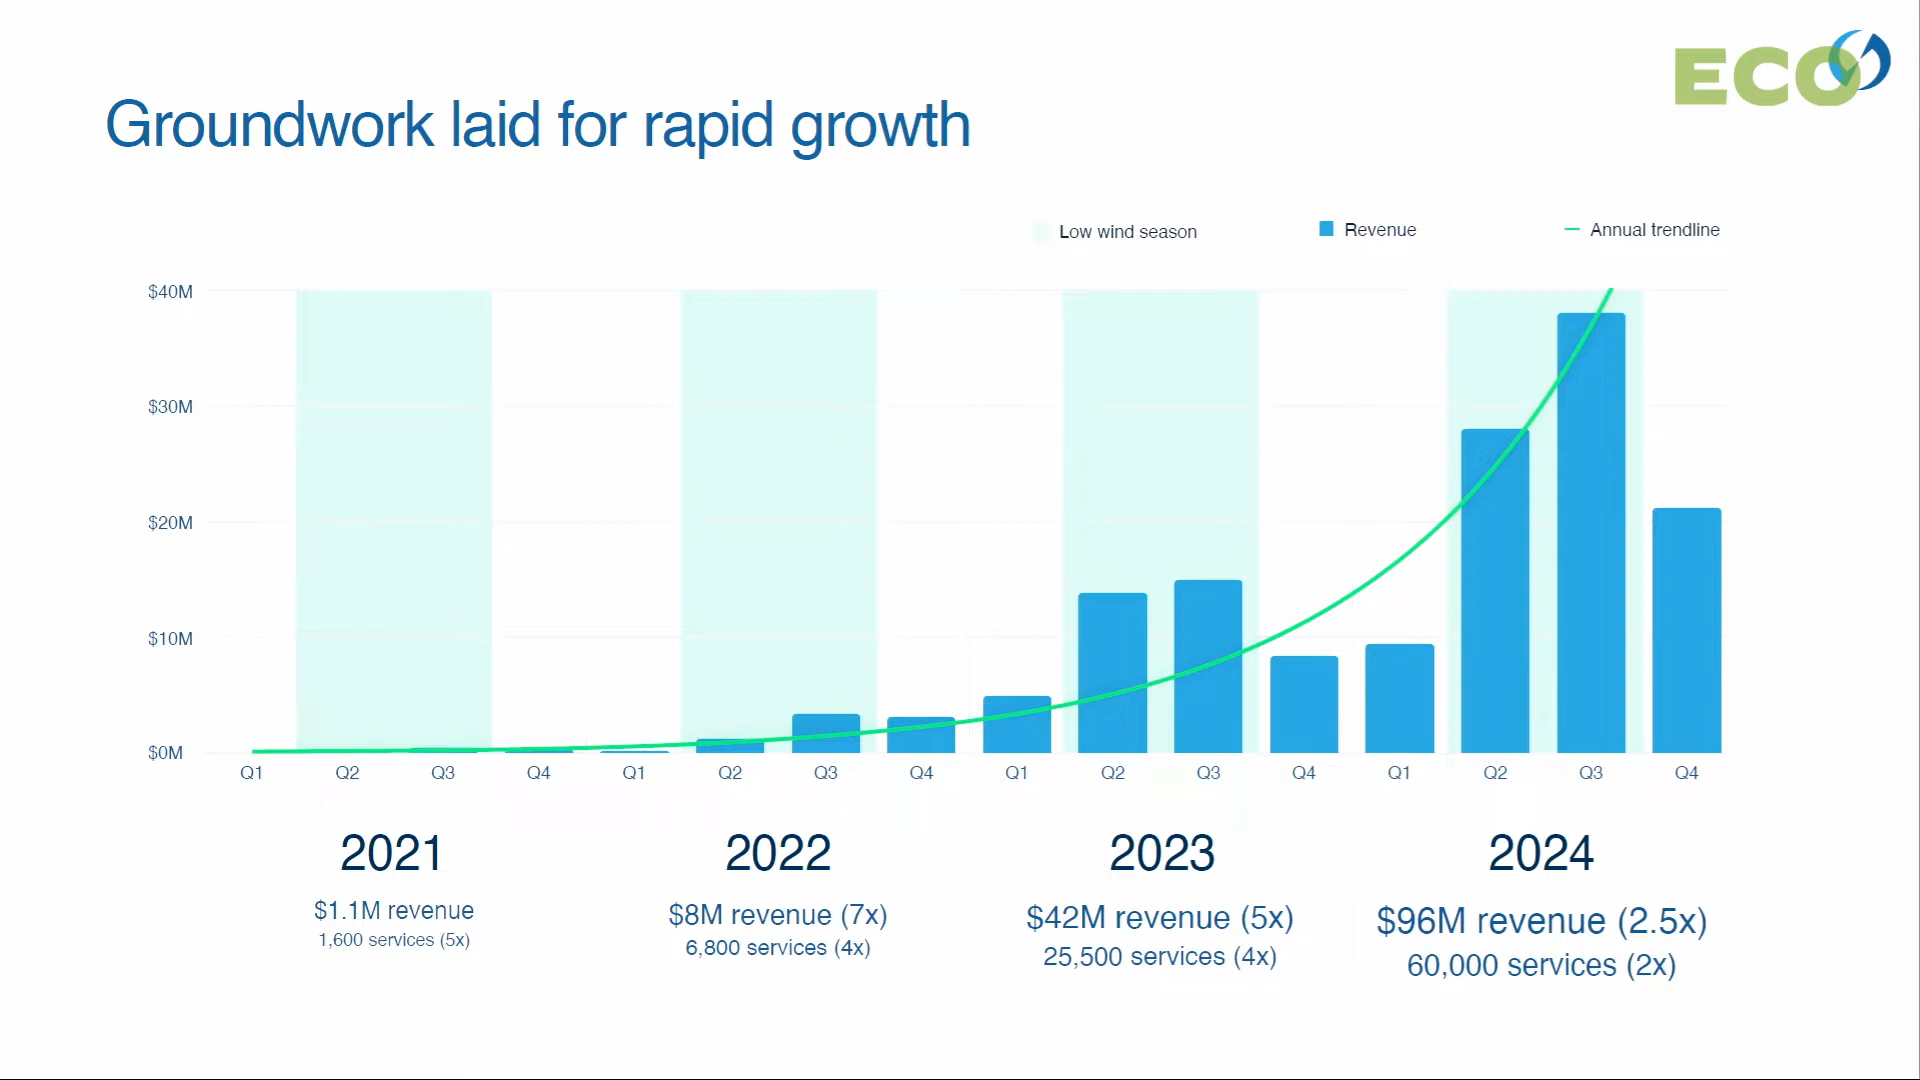 ECO
Groundwork laid for rapid growth
Low wind season
Revenue
Annual trendline
$40M
$30M
$20M
$10M
$0M
Q1 Q2 Q3 Q4 Q1 Q2 Q3 Q4 Q1 Q2 Q3 Q4 Q1 Q2 Q3 Q4
2021
$1.1M revenue
1,600 services (5x)
2022
$8M revenue (7x)
6,800 services (4x)
2023
$42M revenue (5x)
25,500 services (4x)
2024
$96M revenue (2.5x)
60,000 services (2x)